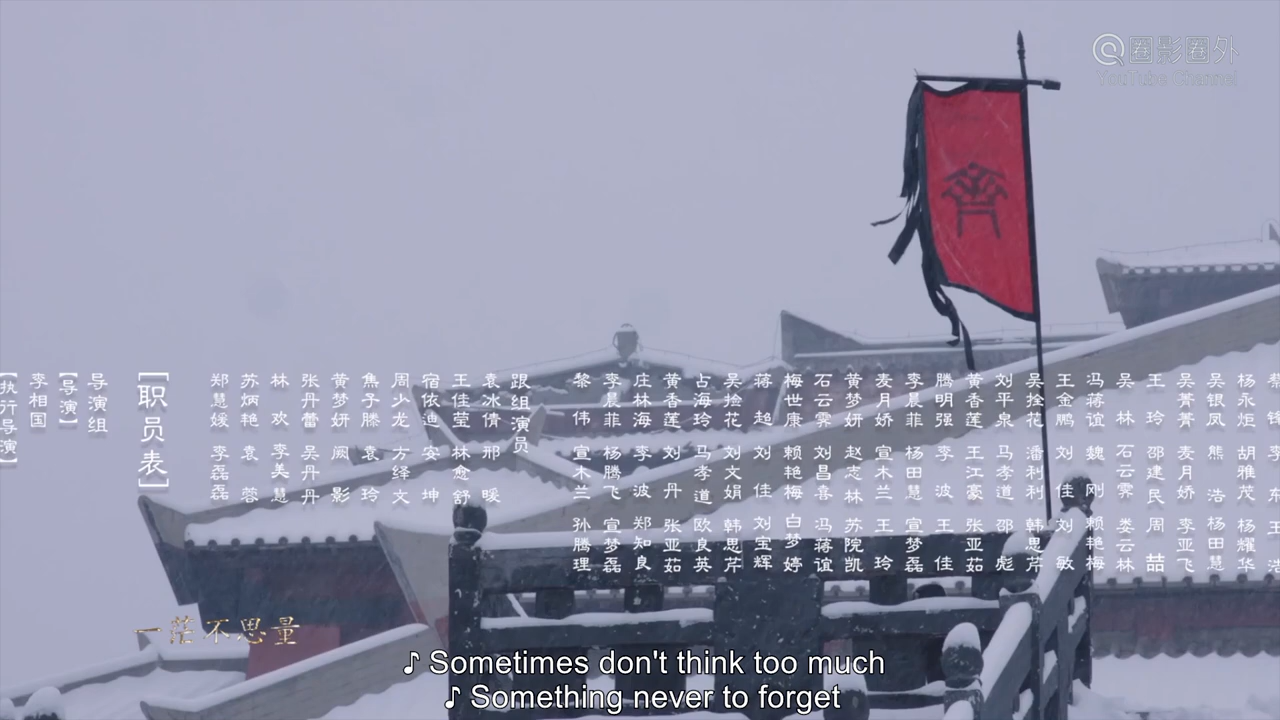 圈影圈外
YouTube Channel
杨永炬 胡雅茂 杨耀华
吴银凤 熊浩 杨田慧
吴菁菁 麦月娇 李亚飞
王玲 邵建民 周喆
吴林 石云霁 娄云林
冯蒋谊 魏刚 赖艳梅
王金鹏 刘佳 刘敏
吴拴花 潘利利 韩思芹
刘平泉 马孝道 邵彪
黄香莲 王江豪 张亚茹
腾明强 李波 王佳
李晨菲 杨田慧 宣梦磊
麦月娇 宣木兰 王玲
黄梦妍 赵志林 苏院凯
石云霁 刘昌喜 冯蒋谊
梅世康 赖艳梅 白梦婷
蒋超 刘佳 刘宝辉
吴拴花 刘文娟 韩思芹
占海玲 马孝道 欧良英
黄香莲 刘丹 张亚茹
庄林海 李波 郑知良
李晨菲 杨腾飞 宣梦磊
黎伟 宣木兰 孙腾理
跟组演员
袁冰倩 邢暖
王佳莹 林愈舒
宿依迪 安坤
周少龙 方绎文
焦子滕 袁玲
黄梦妍 阚影
张丹蕾 吴丹丹
林欢 李美慧
苏炳艳 袁蓉
郑慧媛 李磊磊
【职员表】
导演组
【导演】
李相国
【执行导演】
一茫不思量
♪ Sometimes don't think too much
♪ Something never to forget